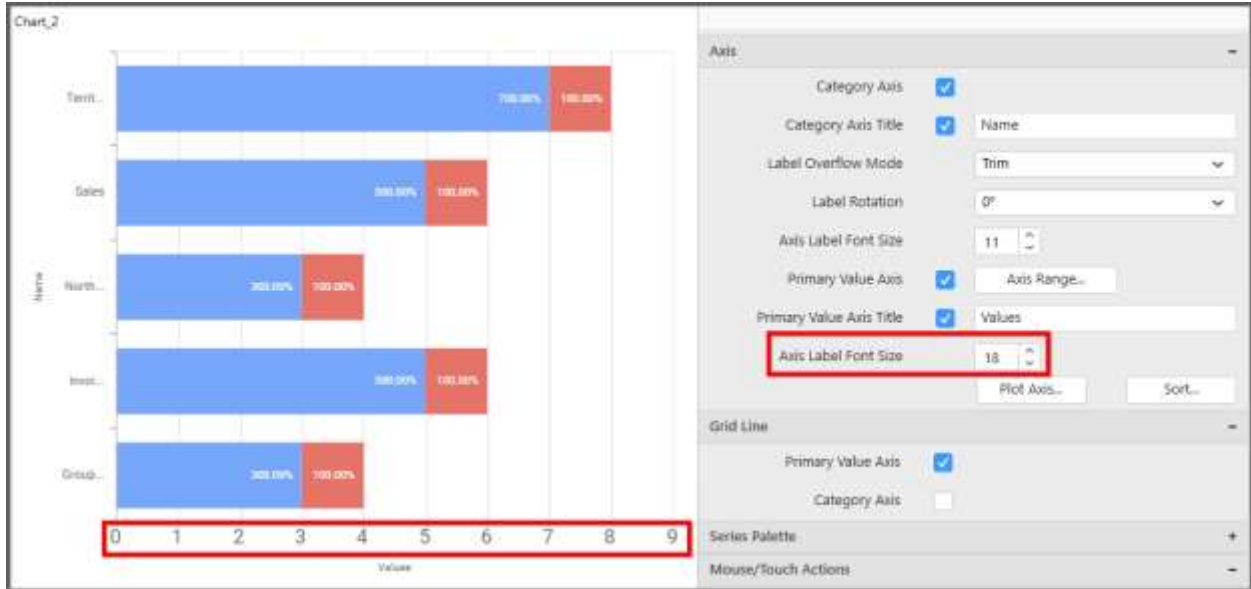 Chart_2
Territ...
700.00% 100.00%
Sales
500.00% 100.00%
North...
300.00% 100.00%
Name
Invoi...
500.00% 100.00%
Group...
300.00% 100.00%
0 1 2 3 4 5 6 7 8 9
Values
Axis −
Category Axis
Category Axis Title Name
Label Overflow Mode Trim
Label Rotation 0°
Axis Label Font Size 11
Primary Value Axis Axis Range...
Primary Value Axis Title Values
Axis Label Font Size 18
Plot Axis... Sort...
Grid Line −
Primary Value Axis
Category Axis
Series Palette +
Mouse/Touch Actions −